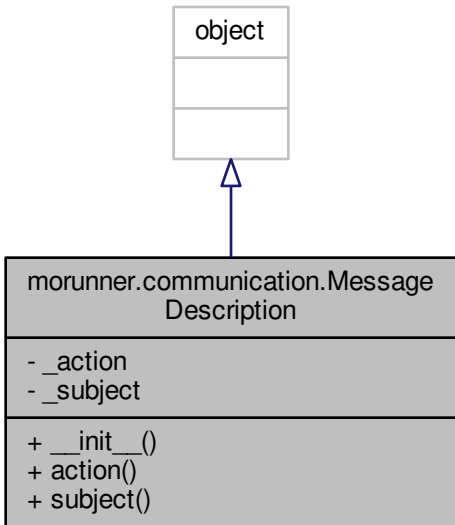 object
morunner.communication.Message
Description
- _action
- _subject
+ __init__()
+ action()
+ subject()